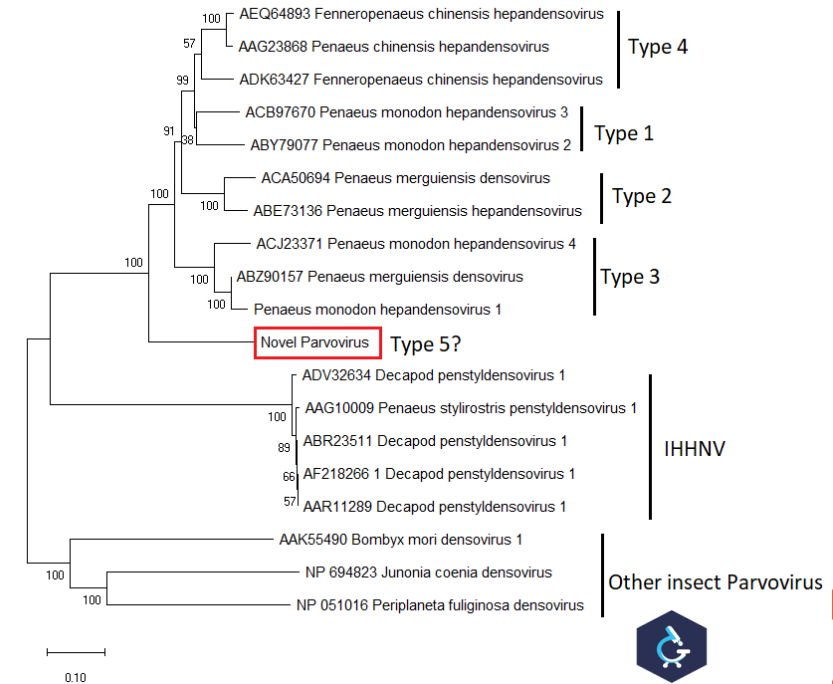 100
AEQ64893 Fenneropenaeus chinensis hepandensovirus
57
AAG23868 Penaeus chinensis hepandensovirus
Type 4
99
ADK63427 Fenneropenaeus chinensis hepandensovirus
ACB97670 Penaeus monodon hepandensovirus 3
91
38
Type 1
ABY79077 Penaeus monodon hepandensovirus 2
ACA50694 Penaeus merguiensis densovirus
100
100
Type 2
ABE73136 Penaeus merguiensis hepandensovirus
ACJ23371 Penaeus monodon hepandensovirus 4
100
100
ABZ90157 Penaeus merguiensis densovirus
Type 3
100
Penaeus monodon hepandensovirus 1
Novel Parvovirus
Type 5?
ADV32634 Decapod penstyldensovirus 1
100
AAG10009 Penaeus stylirostris penstyldensovirus 1
89
ABR23511 Decapod penstyldensovirus 1
IHHNV
66
AF218266 1 Decapod penstyldensovirus 1
57
AAR11289 Decapod penstyldensovirus 1
AAK55490 Bombyx mori densovirus 1
100
NP 694823 Junonia coenia densovirus
Other insect Parvovirus
100
NP 051016 Periplaneta fuliginosa densovirus
0.10